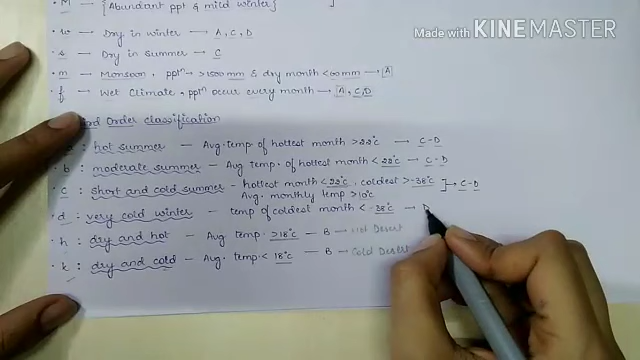 Made with KINEMASTER
M → {Abundant ppt & mild winter}
w → Dry in winter → A, C, D
s → Dry in summer → C
m → Monsoon, pptⁿ → >1500 mm & dry month <60mm → A
f → Wet Climate, pptⁿ occur every month → A, C, D
Order classification
a : hot summer – Avg. temp of hottest month >22°C → C-D
b : moderate summer – Avg temp. of hottest month <22°C → C-D
c : short and cold summer – hottest month <22°C, coldest >-38°C ]→ C-D
Avg. monthly temp >10°C
d : very cold winter – temp of coldest month < -38°C →
h : dry and hot – Avg temp. >18°C – B – Hot Desert
k : dry and cold – Avg. temp. < 18°C – B – Cold Desert